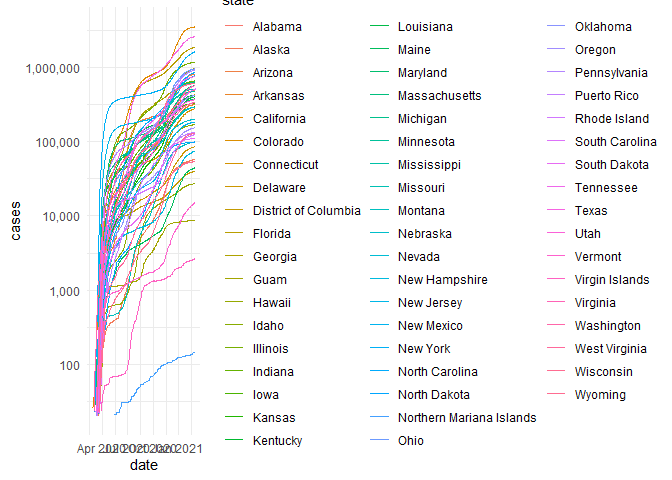 state
1,000,000
100,000
10,000
1,000
100
cases
Apr 2020
Jan 2021
date
Alabama
Alaska
Arizona
Arkansas
California
Colorado
Connecticut
Delaware
District of Columbia
Florida
Georgia
Guam
Hawaii
Idaho
Illinois
Indiana
Iowa
Kansas
Kentucky
Louisiana
Maine
Maryland
Massachusetts
Michigan
Minnesota
Mississippi
Missouri
Montana
Nebraska
Nevada
New Hampshire
New Jersey
New Mexico
New York
North Carolina
North Dakota
Northern Mariana Islands
Ohio
Oklahoma
Oregon
Pennsylvania
Puerto Rico
Rhode Island
South Carolina
South Dakota
Tennessee
Texas
Utah
Vermont
Virgin Islands
Virginia
Washington
West Virginia
Wisconsin
Wyoming